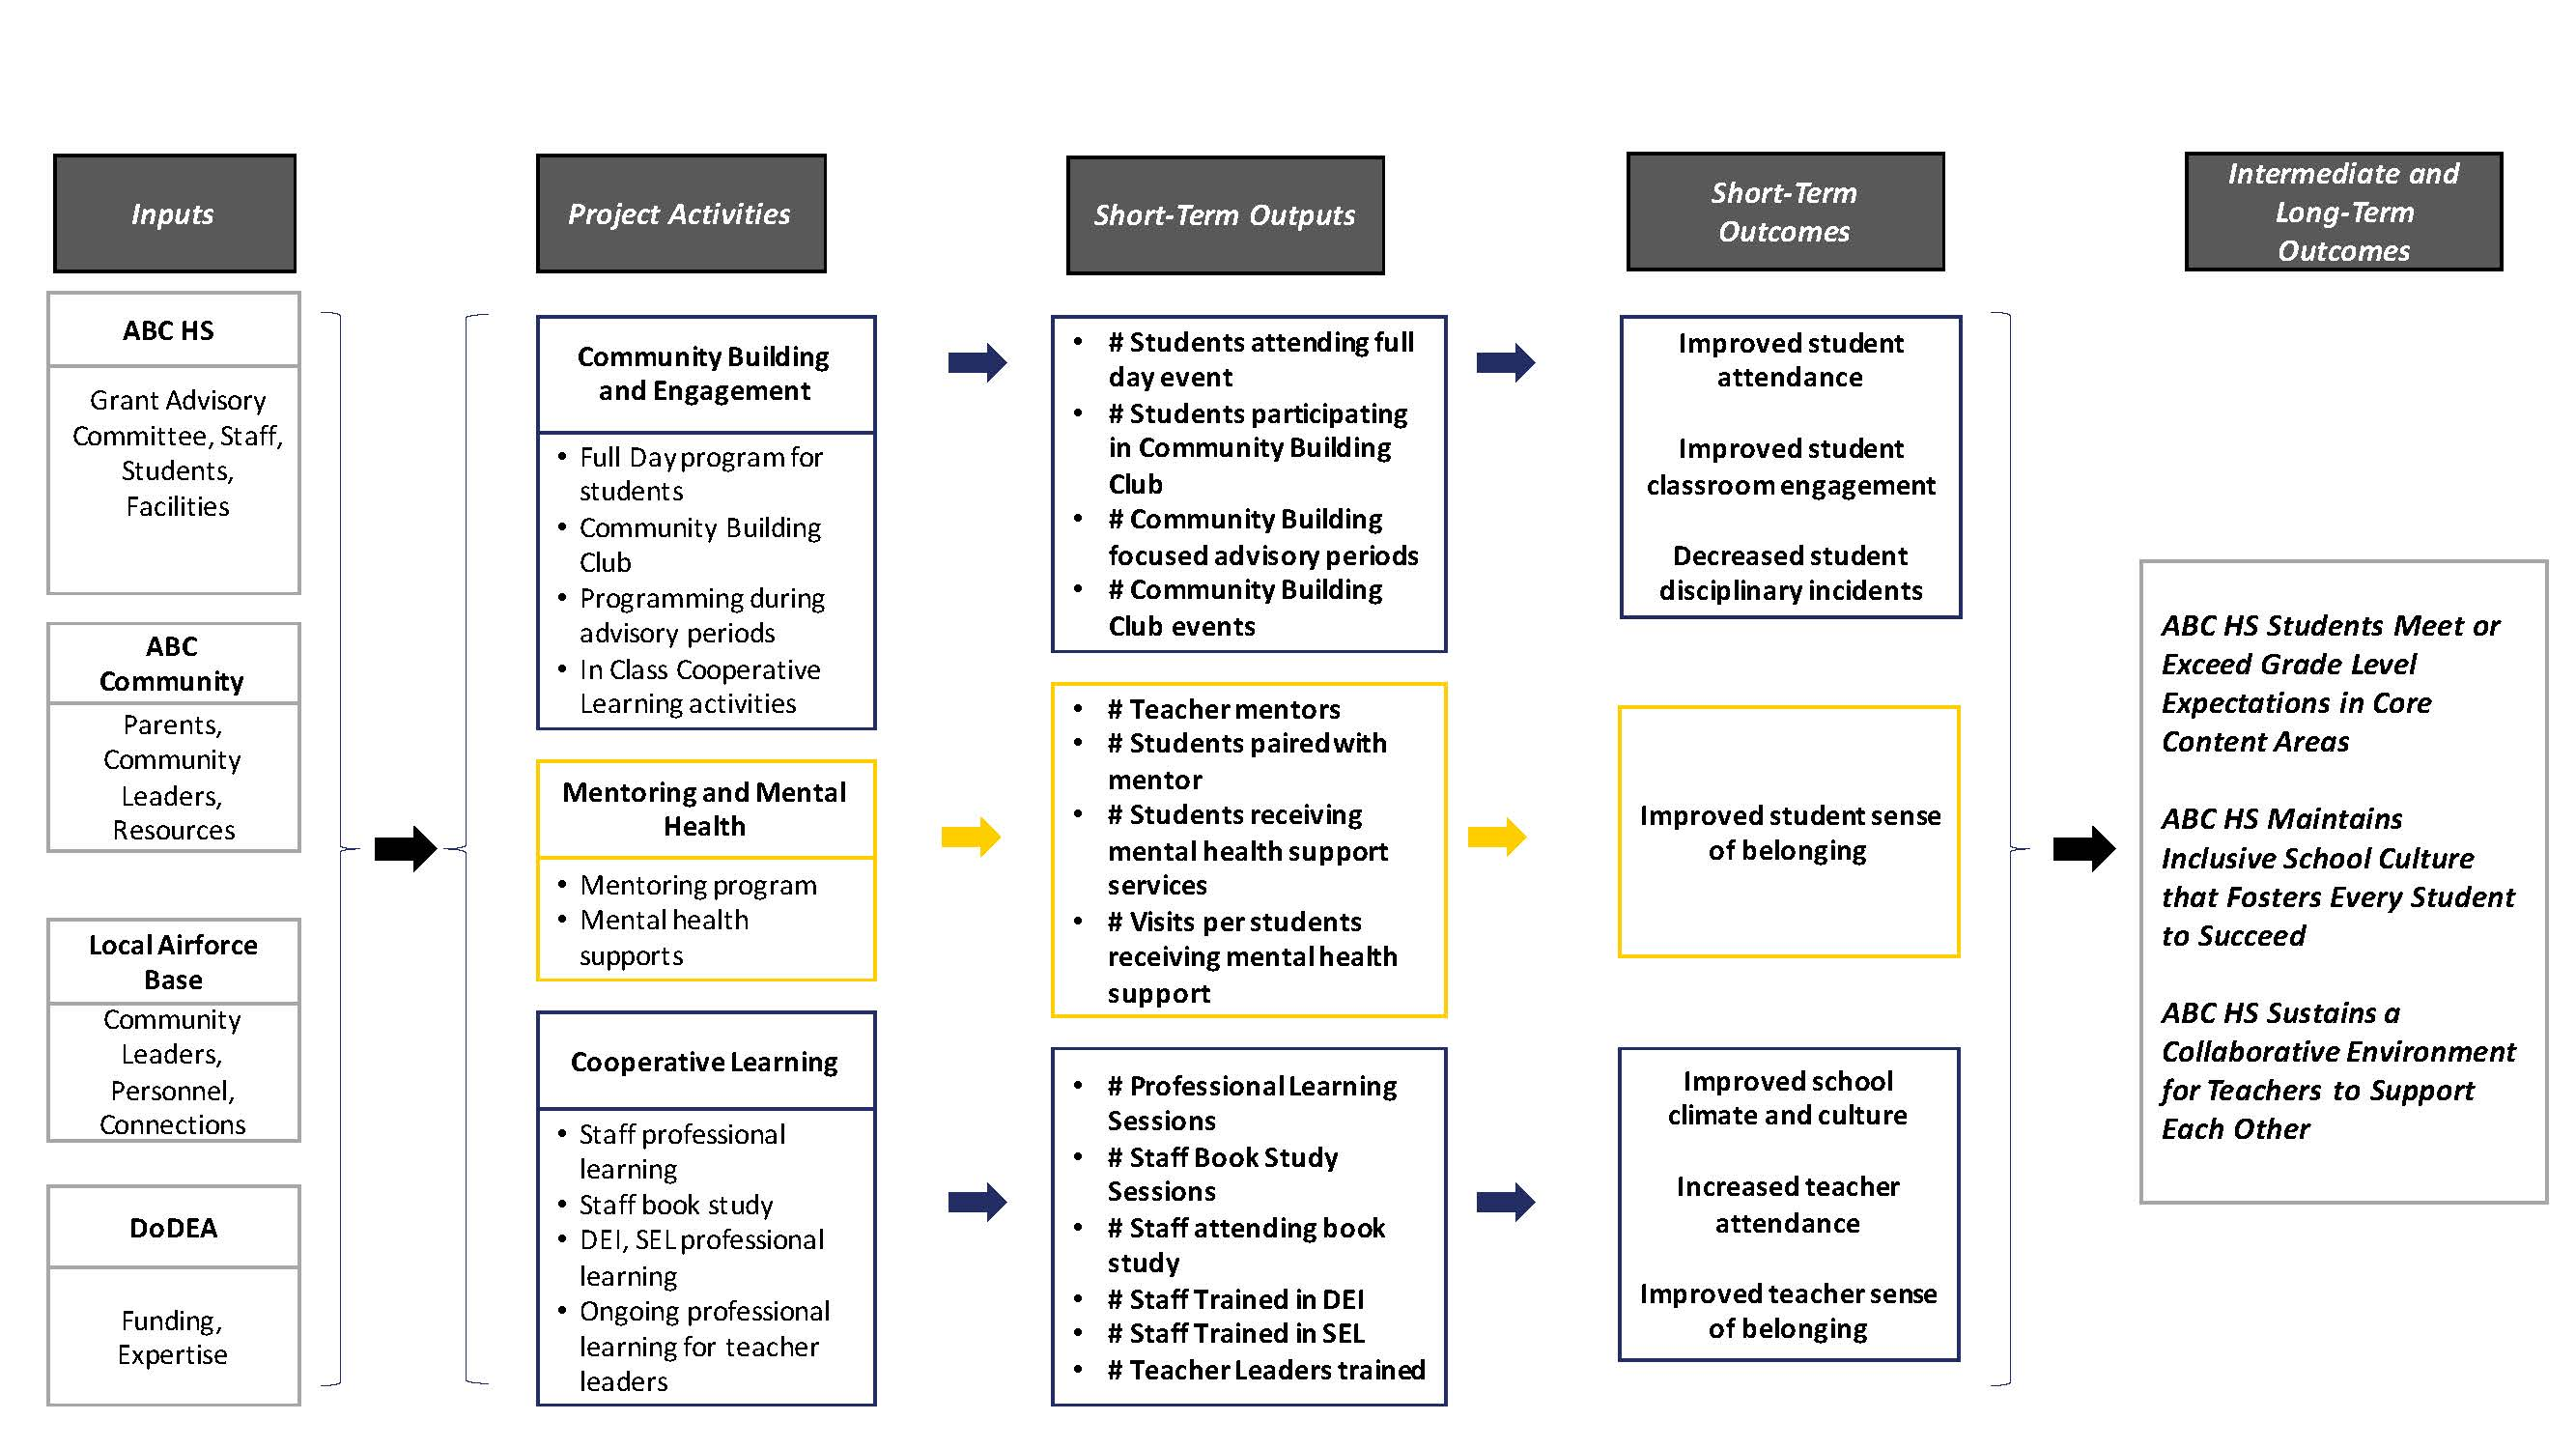 Inputs
Project Activities
Short-Term Outputs
Short-Term
Outcomes
Intermediate and
Long-Term
Outcomes
ABC HS
Grant Advisory
Committee, Staff,
Students,
Facilities
ABC
Community
Parents,
Community
Leaders,
Resources
Local Airforce
Base
Community
Leaders,
Personnel,
Connections
DoDEA
Funding,
Expertise
Community Building
and Engagement
• Full Day program for
students
• Community Building
Club
• Programming during
advisory periods
• In Class Cooperative
Learning activities
Mentoring and Mental
Health
• Mentoring program
• Mental health
supports
Cooperative Learning
• Staff professional
learning
• Staff book study
• DEI, SEL professional
learning
• Ongoing professional
learning for teacher
leaders
• # Students attending full
day event
• # Students participating
in Community Building
Club
• # Community Building
focused advisory periods
• # Community Building
Club events
• # Teacher mentors
• # Students paired with
mentor
• # Students receiving
mental health support
services
• # Visits per students
receiving mental health
support
• # Professional Learning
Sessions
• # Staff Book Study
Sessions
• # Staff attending book
study
• # Staff Trained in DEI
• # Staff Trained in SEL
• # Teacher Leaders trained
Improved student
attendance
Improved student
classroom engagement
Decreased student
disciplinary incidents
Improved student sense
of belonging
Improved school
climate and culture
Increased teacher
attendance
Improved teacher sense
of belonging
ABC HS Students Meet or
Exceed Grade Level
Expectations in Core
Content Areas
ABC HS Maintains
Inclusive School Culture
that Fosters Every Student
to Succeed
ABC HS Sustains a
Collaborative Environment
for Teachers to Support
Each Other